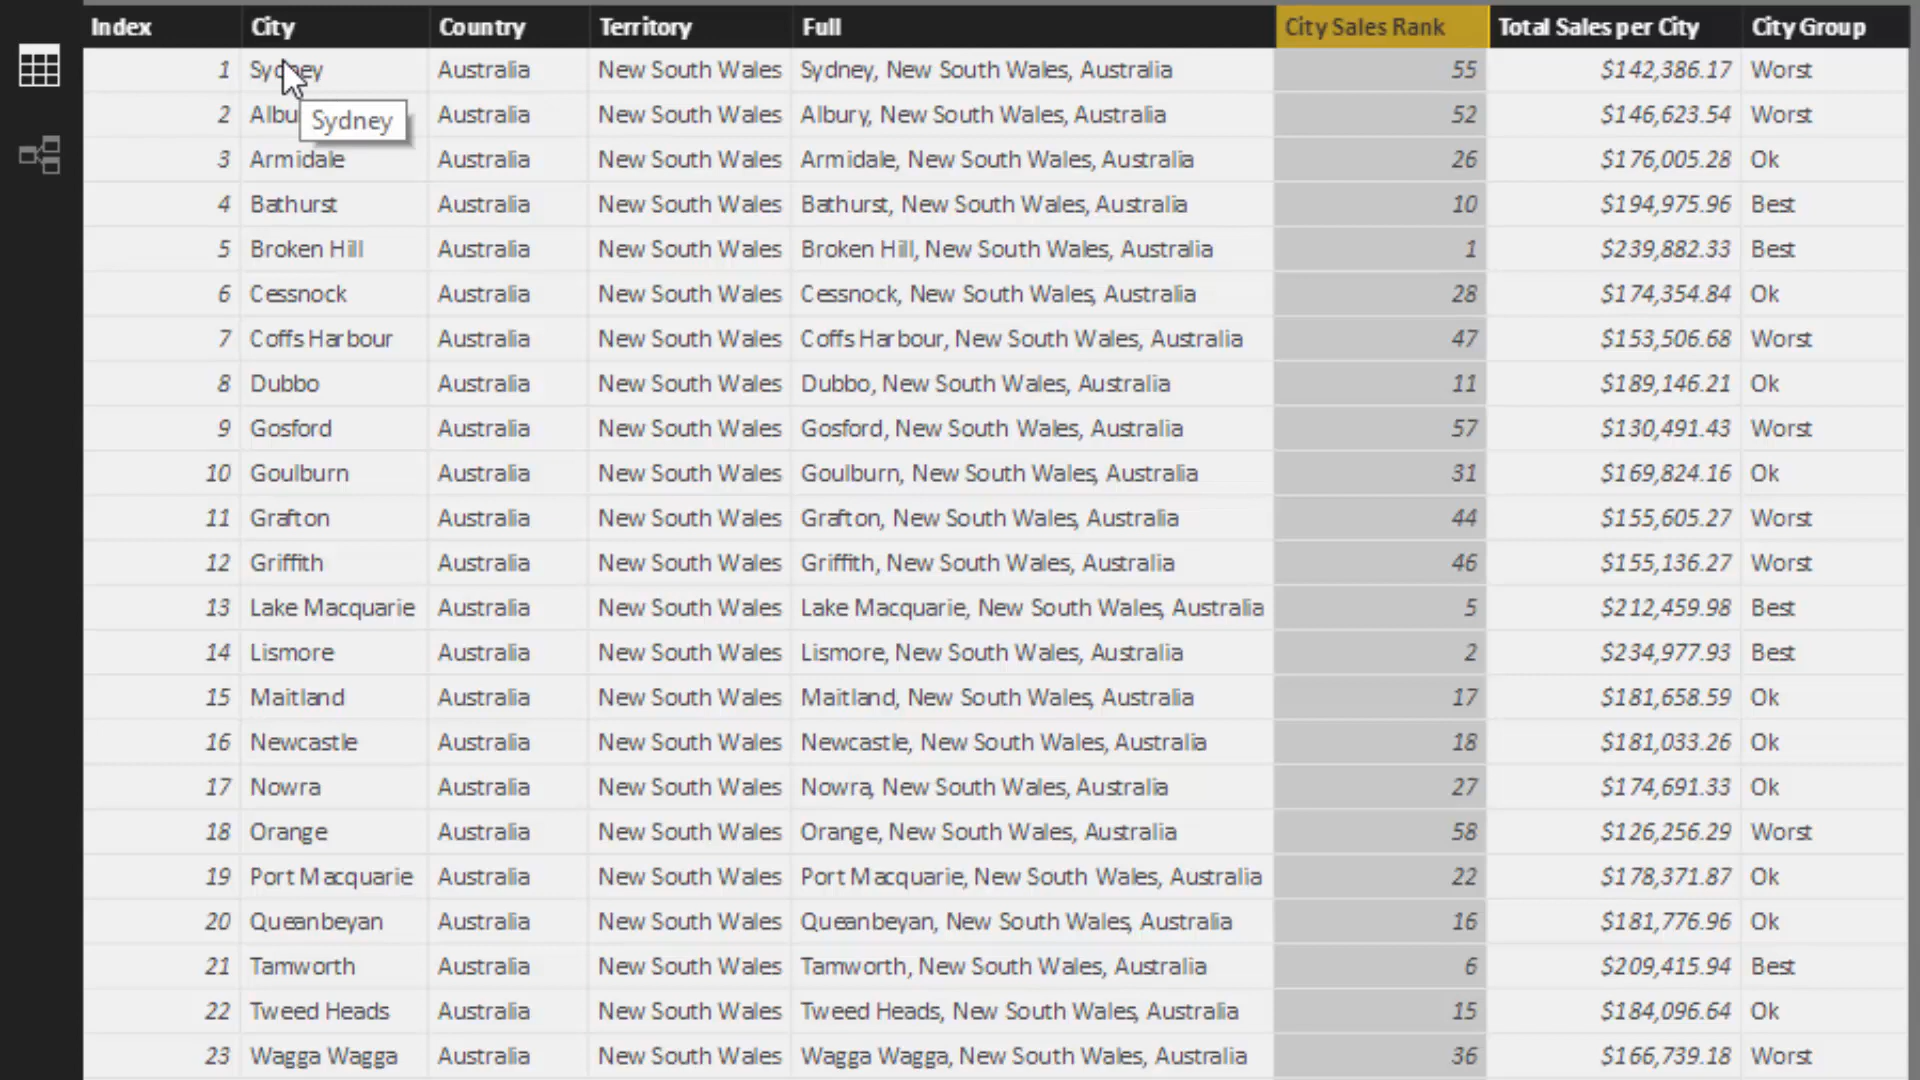 Index City Country Territory Full City Sales Rank Total Sales per City City Group
1 Sydney Australia New South Wales Sydney, New South Wales, Australia 55 $142,386.17 Worst
2 Albu Australia New South Wales Albury, New South Wales, Australia 52 $146,623.54 Worst
Sydney
3 Armidale Australia New South Wales Armidale, New South Wales, Australia 26 $176,005.28 Ok
4 Bathurst Australia New South Wales Bathurst, New South Wales, Australia 10 $194,975.96 Best
5 Broken Hill Australia New South Wales Broken Hill, New South Wales, Australia 1 $239,882.33 Best
6 Cessnock Australia New South Wales Cessnock, New South Wales, Australia 28 $174,354.84 Ok
7 Coffs Harbour Australia New South Wales Coffs Harbour, New South Wales, Australia 47 $153,506.68 Worst
8 Dubbo Australia New South Wales Dubbo, New South Wales, Australia 11 $189,146.21 Ok
9 Gosford Australia New South Wales Gosford, New South Wales, Australia 57 $130,491.43 Worst
10 Goulburn Australia New South Wales Goulburn, New South Wales, Australia 31 $169,824.16 Ok
11 Grafton Australia New South Wales Grafton, New South Wales, Australia 44 $155,605.27 Worst
12 Griffith Australia New South Wales Griffith, New South Wales, Australia 46 $155,136.27 Worst
13 Lake Macquarie Australia New South Wales Lake Macquarie, New South Wales, Australia 5 $212,459.98 Best
14 Lismore Australia New South Wales Lismore, New South Wales, Australia 2 $234,977.93 Best
15 Maitland Australia New South Wales Maitland, New South Wales, Australia 17 $181,658.59 Ok
16 Newcastle Australia New South Wales Newcastle, New South Wales, Australia 18 $181,033.26 Ok
17 Nowra Australia New South Wales Nowra, New South Wales, Australia 27 $174,691.33 Ok
18 Orange Australia New South Wales Orange, New South Wales, Australia 58 $126,256.29 Worst
19 Port Macquarie Australia New South Wales Port Macquarie, New South Wales, Australia 22 $178,371.87 Ok
20 Queanbeyan Australia New South Wales Queanbeyan, New South Wales, Australia 16 $181,776.96 Ok
21 Tamworth Australia New South Wales Tamworth, New South Wales, Australia 6 $209,415.94 Best
22 Tweed Heads Australia New South Wales Tweed Heads, New South Wales, Australia 15 $184,096.64 Ok
23 Wagga Wagga Australia New South Wales Wagga Wagga, New South Wales, Australia 36 $166,739.18 Worst